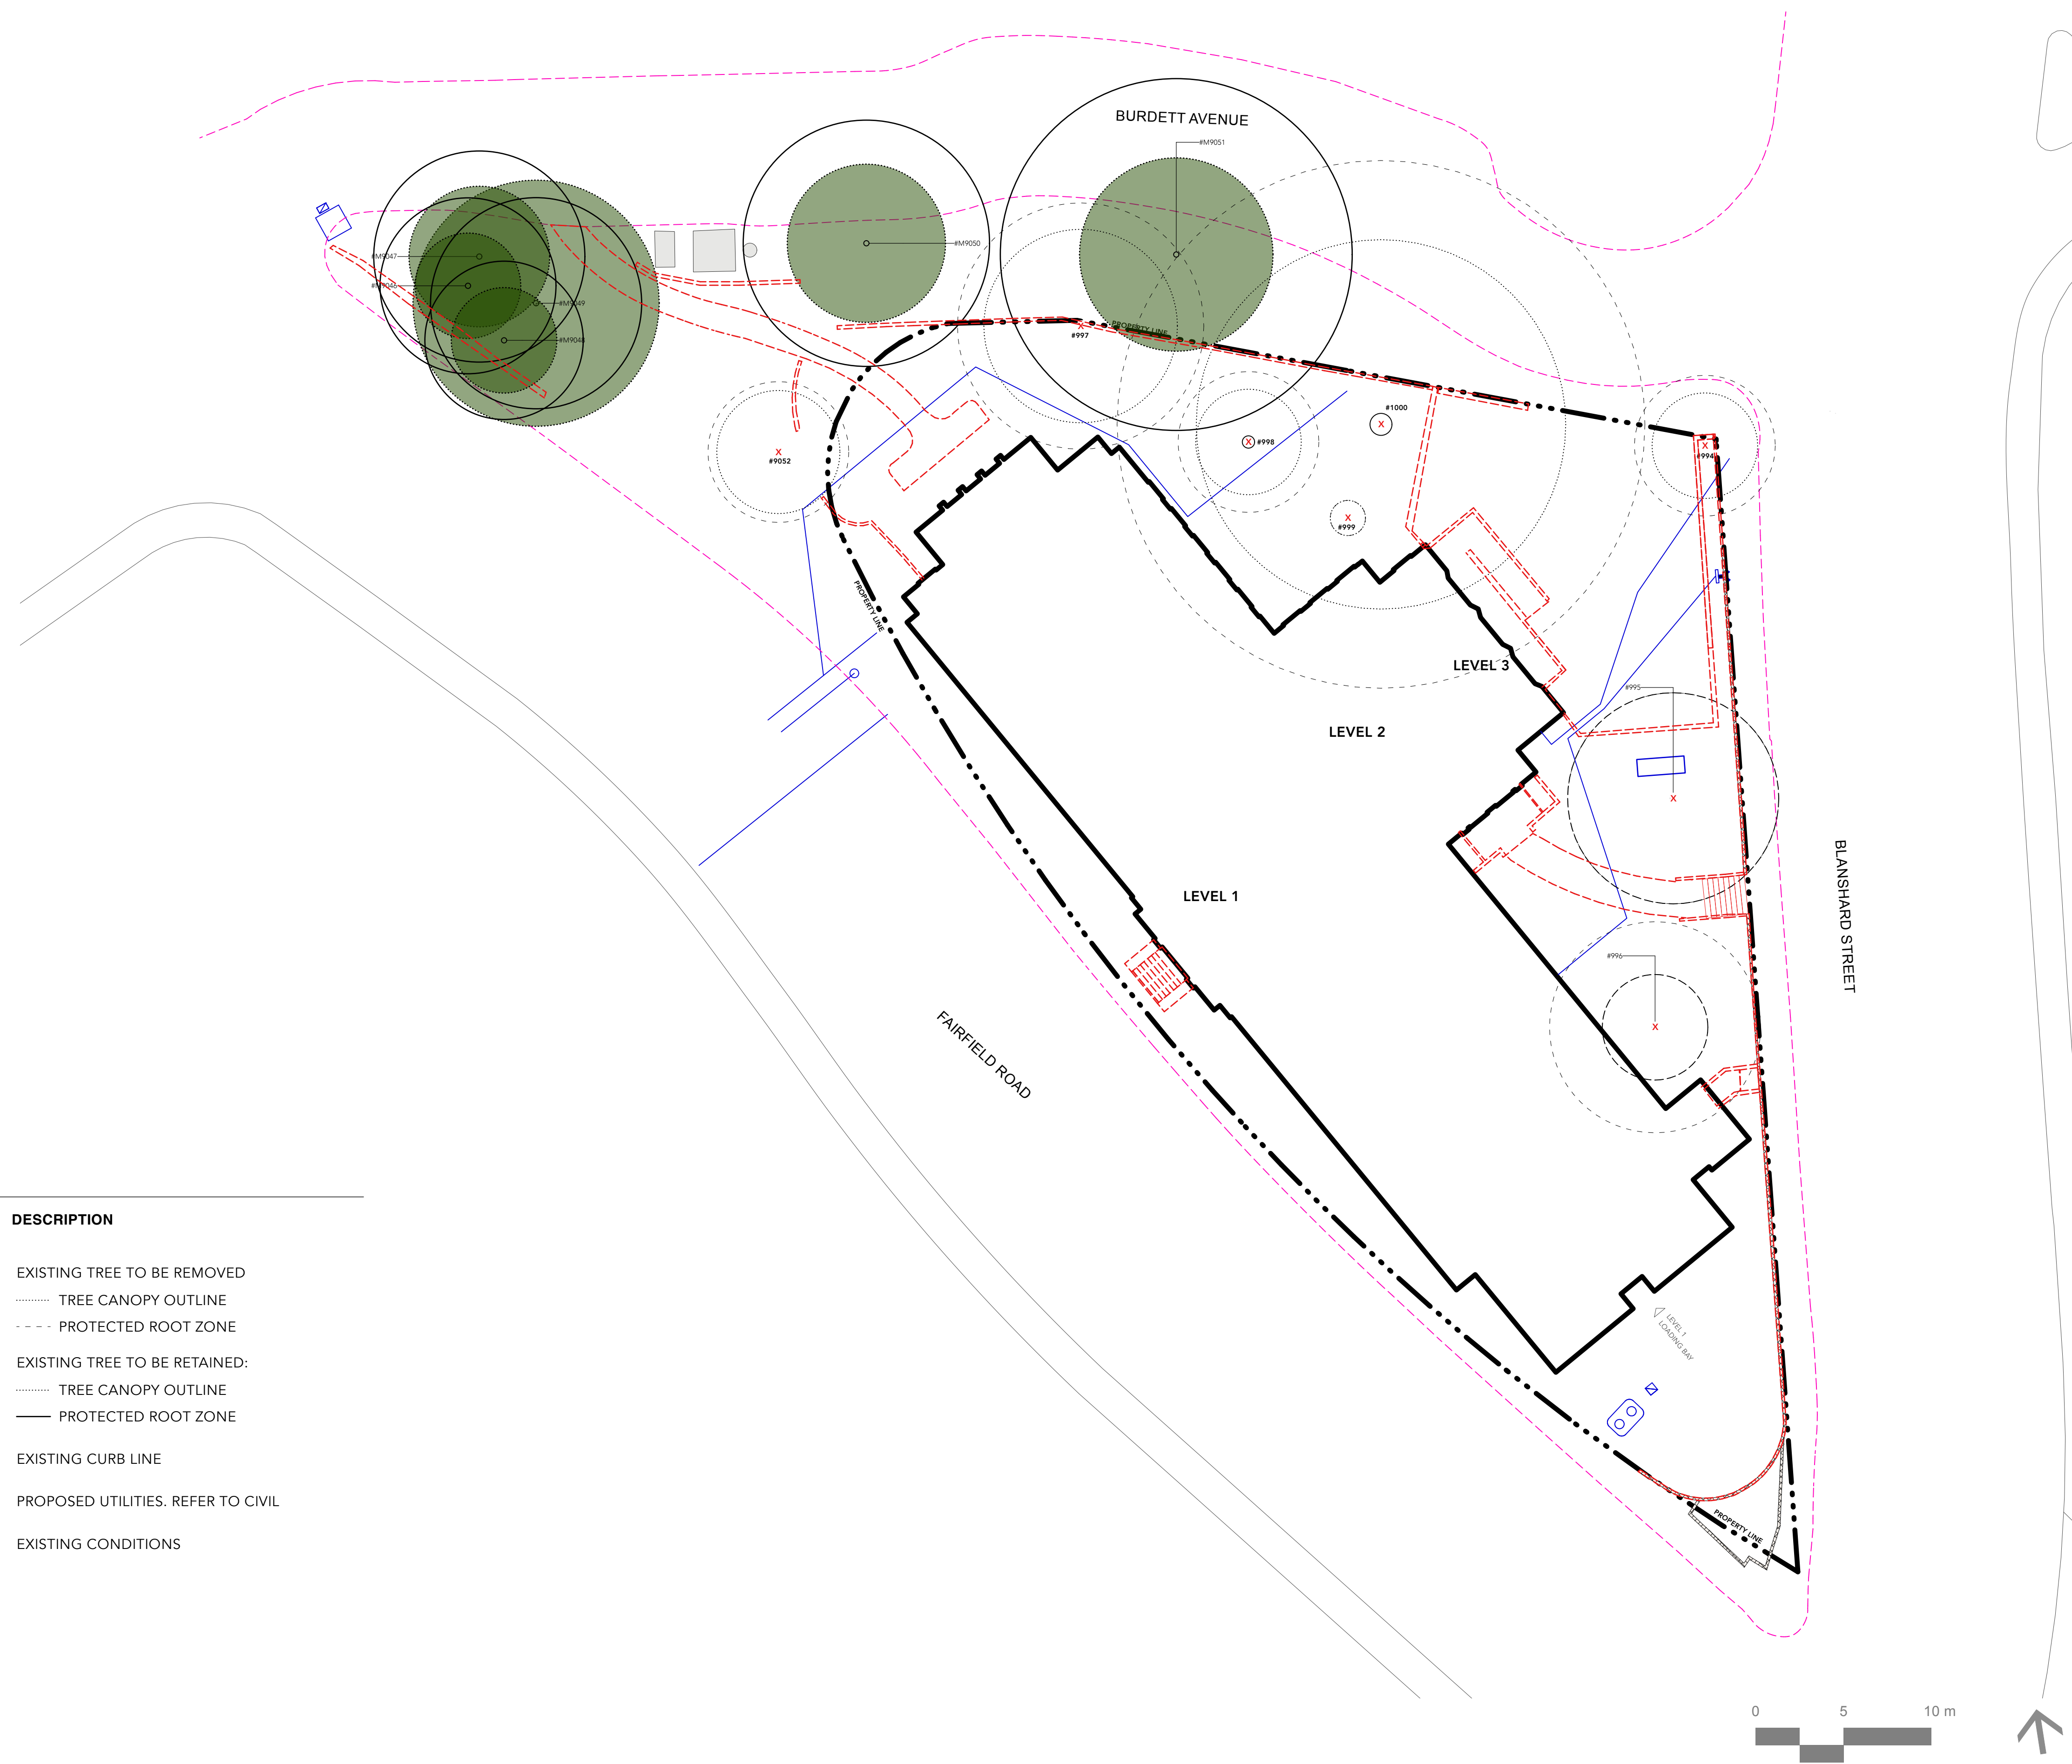 BURDETT AVENUE
#M9051
#M9050
#M9047
#M9046
#M9049
#M9048
PROPERTY LINE
#997
#1000
#998
#994
#9052
#999
PROPERTY LINE
LEVEL 3
#995
LEVEL 2
BLANSHARD STREET
LEVEL 1
#996
FAIRFIELD ROAD
DESCRIPTION
EXISTING TREE TO BE REMOVED
TREE CANOPY OUTLINE
PROTECTED ROOT ZONE
EXISTING TREE TO BE RETAINED:
TREE CANOPY OUTLINE
PROTECTED ROOT ZONE
EXISTING CURB LINE
PROPOSED UTILITIES. REFER TO CIVIL
EXISTING CONDITIONS
LEVEL 1
LOADING BAY
PROPERTY LINE
0 5 10 m